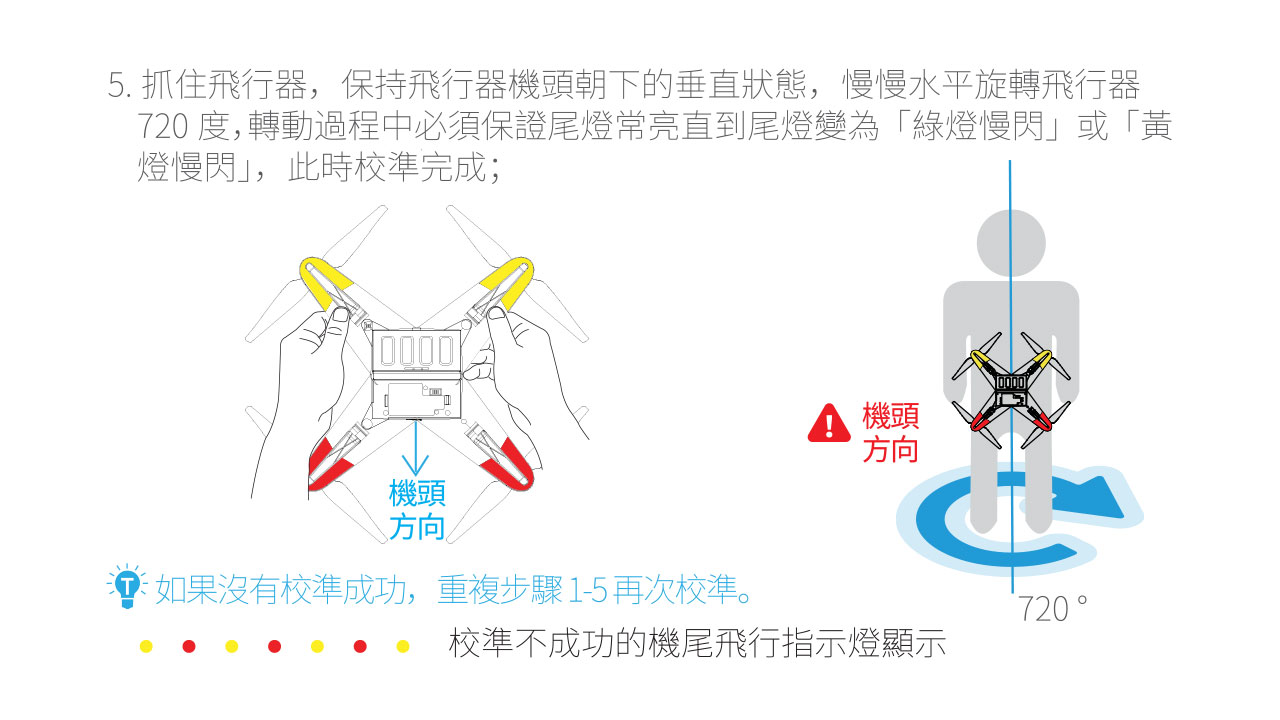 5. 抓住飛行器，保持飛行器機頭朝下的垂直狀態，慢慢水平旋轉飛行器
720 度，轉動過程中必須保證尾燈常亮直到尾燈變為「綠燈慢閃」或「黃
燈慢閃」，此時校準完成；
機頭
方向
機頭
方向
720 °
T 如果沒有校準成功，重複步驟 1-5 再次校準。
校準不成功的機尾飛行指示燈顯示